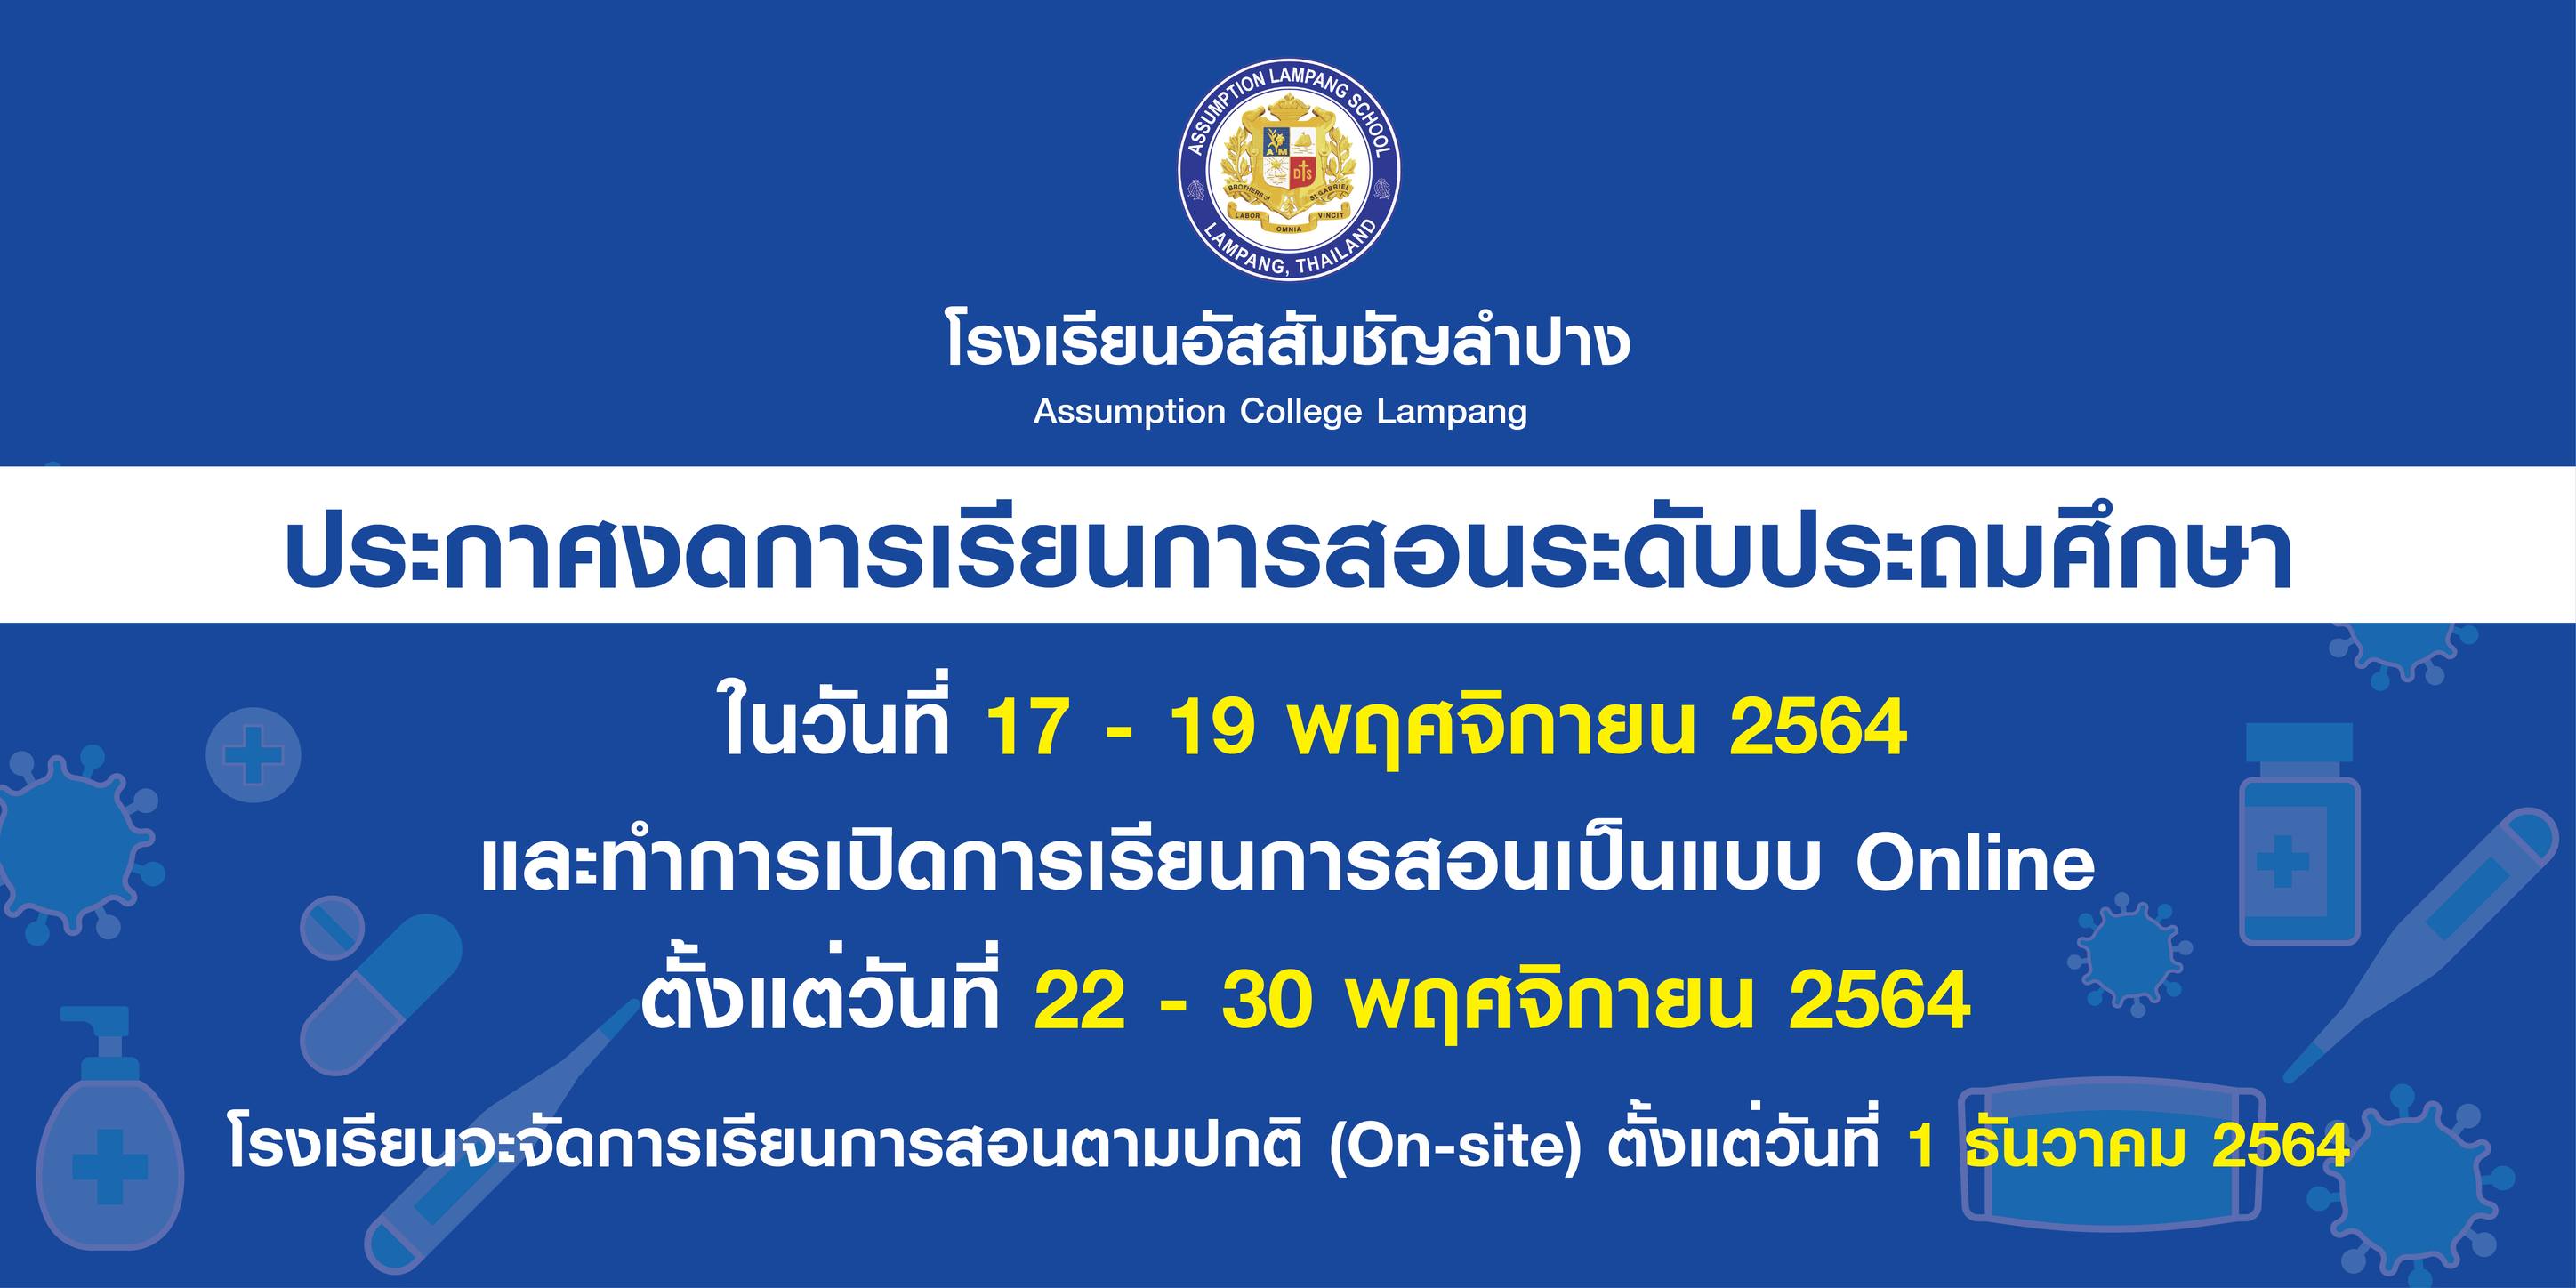 ASSUMPTION LAMPANG SCHOOL
A M
D S
BROTHERS of ST GABRIEL
LABOR OMNIA VINCIT
LAMPANG, THAILAND
โรงเรียนอัสสัมชัญลำปาง
Assumption College Lampang
ประกาศงดการเรียนการสอนระดับประถมศึกษา
ในวันที่ 17 - 19 พฤศจิกายน 2564
และทำการเปิดการเรียนการสอนเป็นแบบ Online
ตั้งแต่วันที่ 22 - 30 พฤศจิกายน 2564
โรงเรียนจะจัดการเรียนการสอนตามปกติ (On-site) ตั้งแต่วันที่ 1 ธันวาคม 2564